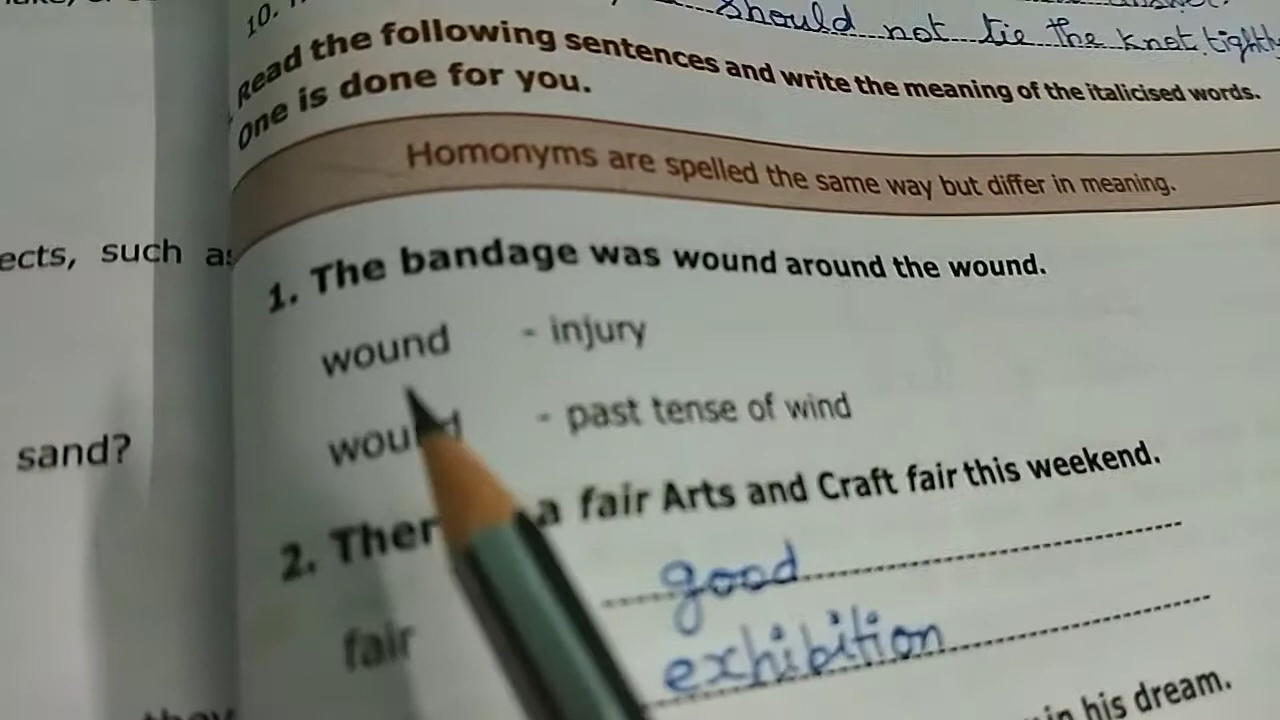 10.
should not tie the knot tightly
Read the following sentences and write the meaning of the italicised words.
One is done for you.
Homonyms are spelled the same way but differ in meaning.
ects, such as
1. The bandage was wound around the wound.
wound - injury
wound - past tense of wind
sand?
2. Ther a fair Arts and Craft fair this weekend.
good
fair exhibition
in his dream.
they